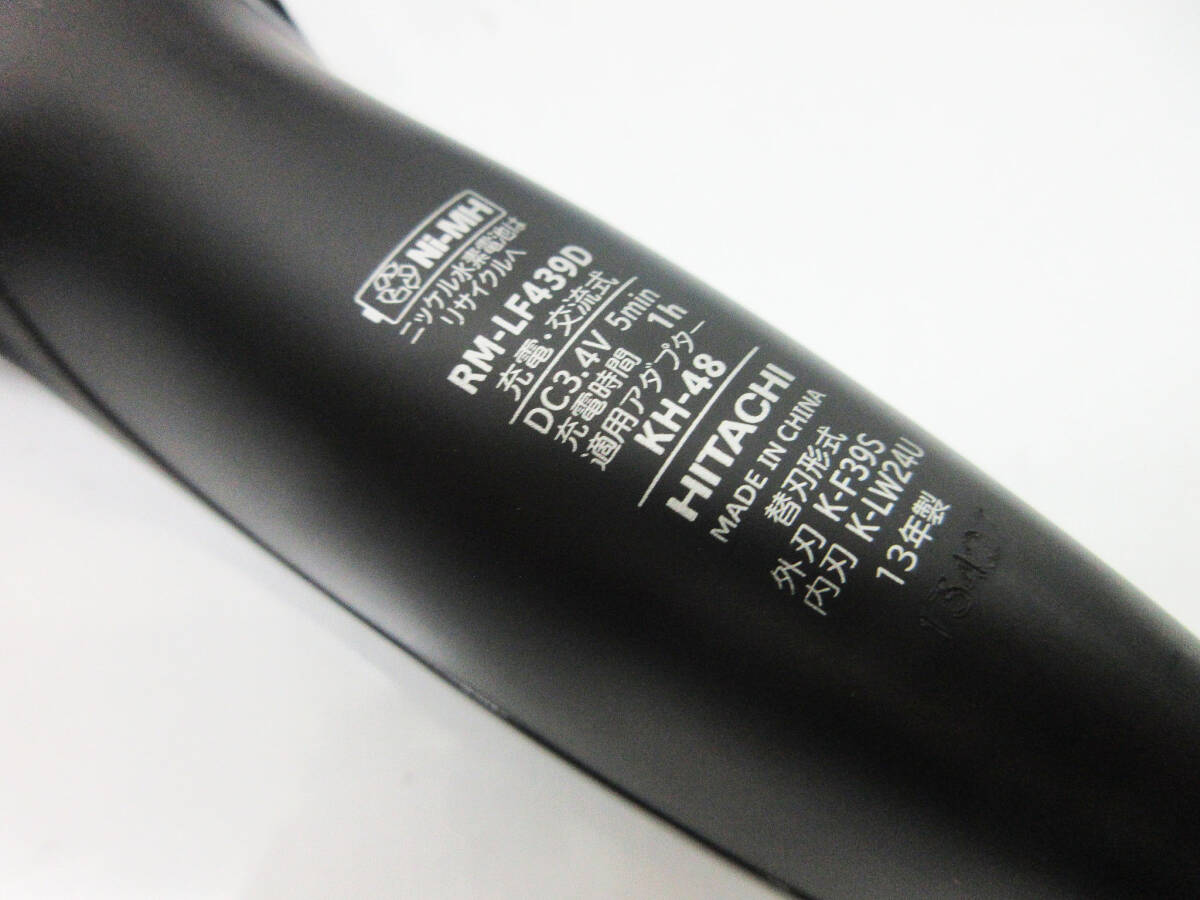 Ni-MH
ニッケル水素電池は
リサイクルへ
RM-LF439D
充電・交流式
DC3.4V 5min
充電時間 1h
適用アダプター
KH-48
HITACHI
MADE IN CHINA
替刃形式
外刃 K-F39S
内刃 K-LW24U
13年製